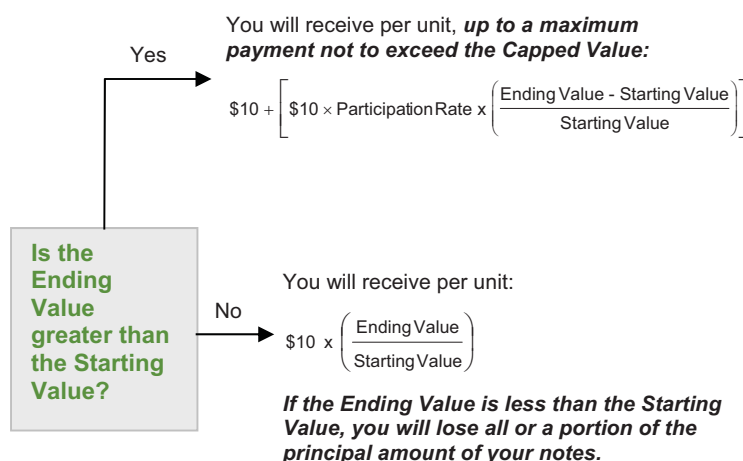 You will receive per unit, up to a maximum
payment not to exceed the Capped Value:
Yes
$10 + [ $10 × Participation Rate x ( Ending Value - Starting Value
Starting Value ) ]
Is the
Ending
Value
greater than
the Starting
Value?
No
You will receive per unit:
$10 x ( Ending Value
Starting Value )
If the Ending Value is less than the Starting
Value, you will lose all or a portion of the
principal amount of your notes.